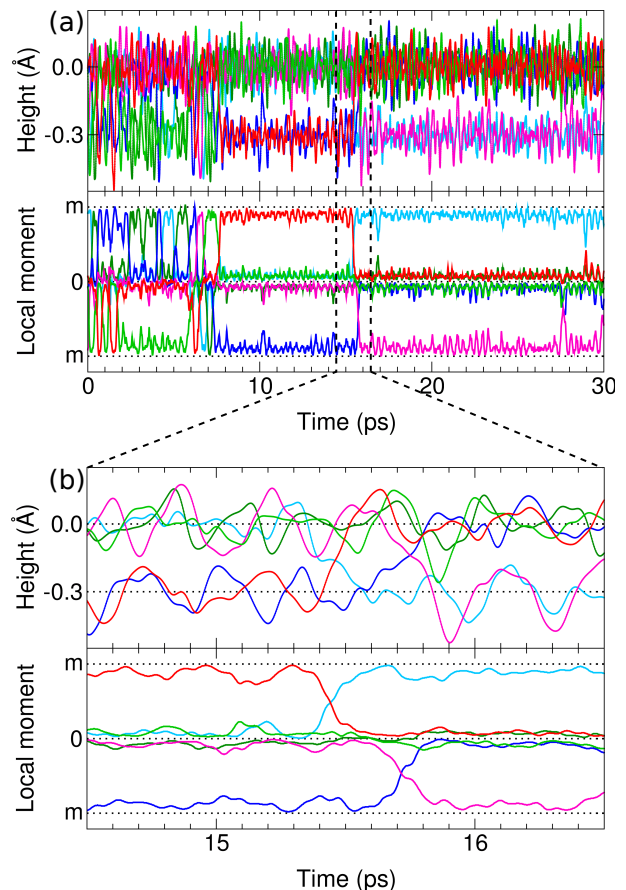 (a)
Height (Å)
0.0
-0.3
Local moment
m
0
m
0 10 20 30
Time (ps)
(b)
Height (Å)
0.0
-0.3
Local moment
m
0
m
15 16
Time (ps)